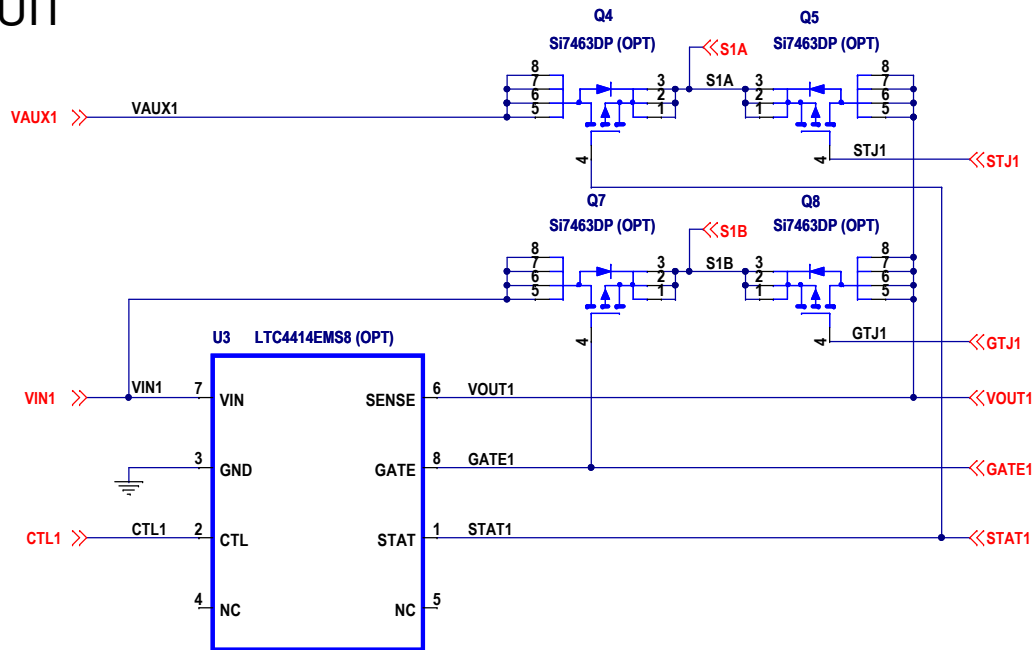 UIT
Q4
Q5
Si7463DP (OPT)
S1A
Si7463DP (OPT)
8
7
6
5
3
2
1
S1A
3
2
1
8
7
6
5
VAUX1
VAUX1
4
4
STJ1
STJ1
Q7
Q8
Si7463DP (OPT)
S1B
Si7463DP (OPT)
8
7
6
5
3
2
1
S1B
3
2
1
8
7
6
5
4
4
GTJ1
GTJ1
U3 LTC4414EMS8 (OPT)
VIN1
VIN1
7
VIN
SENSE
6
VOUT1
VOUT1
3
GND
GATE
8
GATE1
GATE1
CTL1
CTL1
2
CTL
STAT
1
STAT1
STAT1
4
NC
NC
5